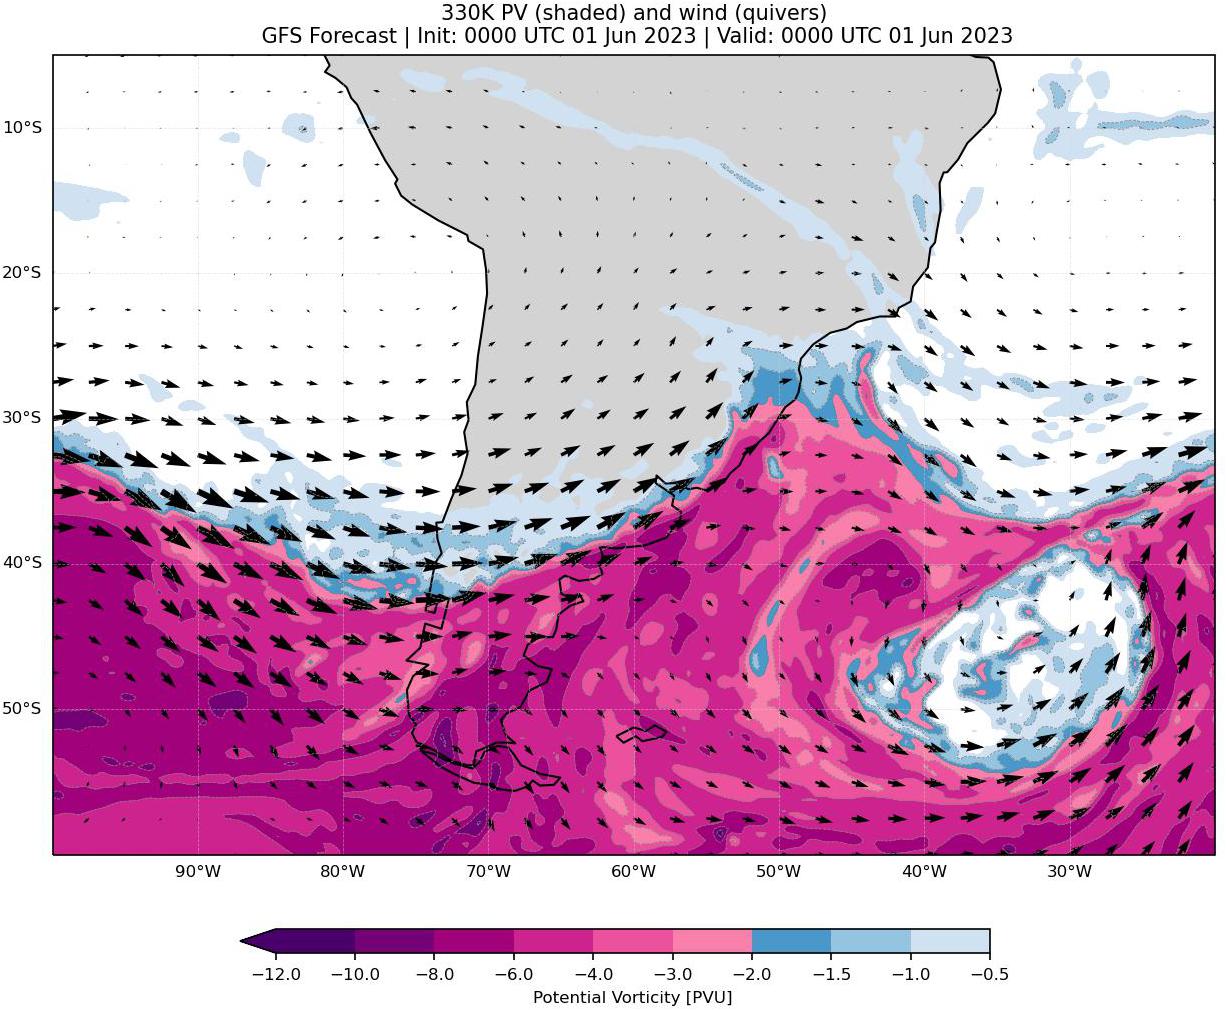 330K PV (shaded) and wind (quivers)
GFS Forecast | Init: 0000 UTC 01 Jun 2023 | Valid: 0000 UTC 01 Jun 2023
10°S
20°S
30°S
40°S
50°S
90°W 80°W 70°W 60°W 50°W 40°W 30°W
−12.0 −10.0 −8.0 −6.0 −4.0 −3.0 −2.0 −1.5 −1.0 −0.5
Potential Vorticity [PVU]